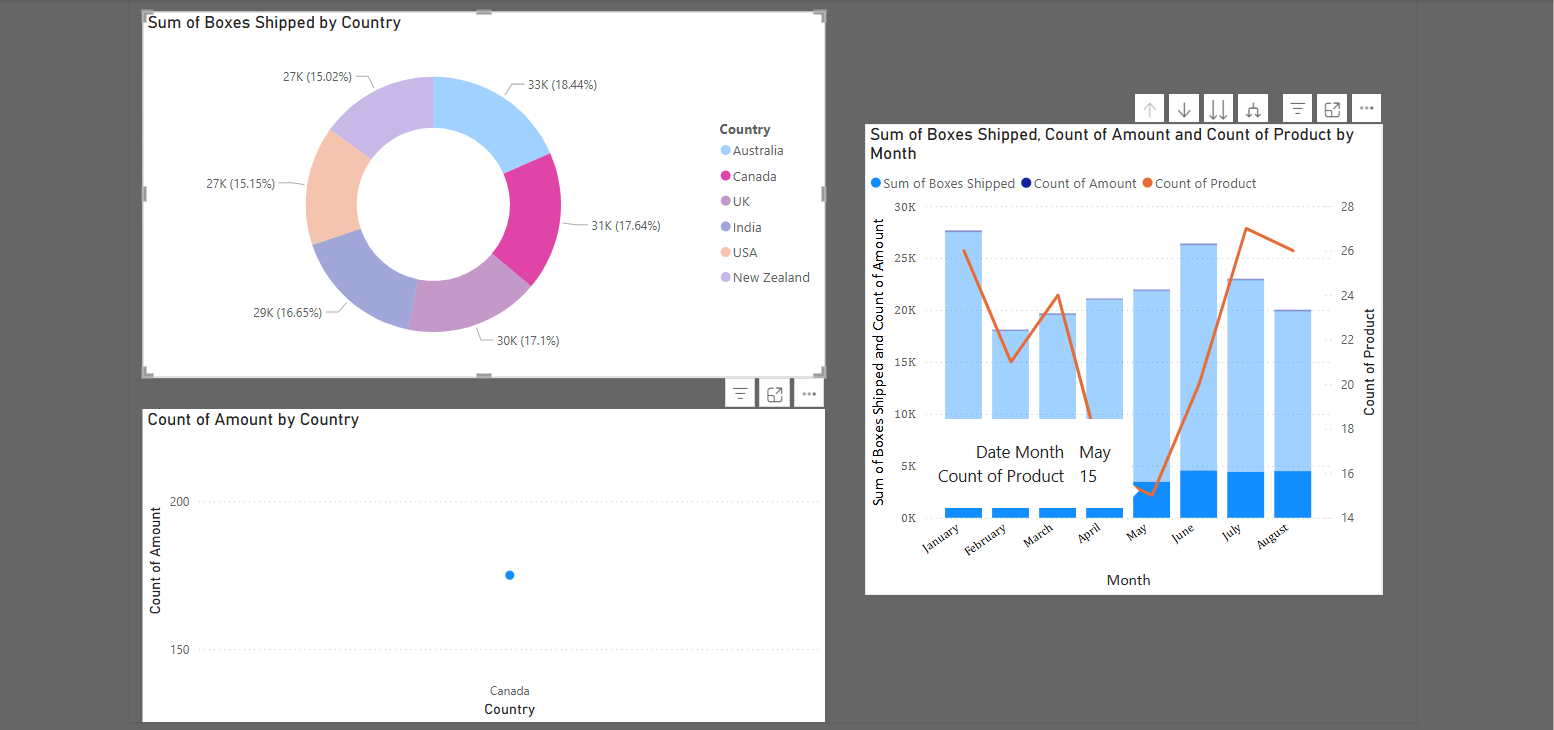 Sum of Boxes Shipped by Country
27K (15.02%)
33K (18.44%)
27K (15.15%)
31K (17.64%)
29K (16.65%)
30K (17.1%)
Country
Australia
Canada
UK
India
USA
New Zealand
Count of Amount by Country
Count of Amount
200
150
Canada
Country
Sum of Boxes Shipped, Count of Amount and Count of Product by
Month
Sum of Boxes Shipped Count of Amount Count of Product
Sum of Boxes Shipped and Count of Amount
30K
25K
20K
15K
10K
5K
0K
28
26
24
22
20
18
16
14
Count of Product
Date Month May
Count of Product 15
January February March April May June July August
Month